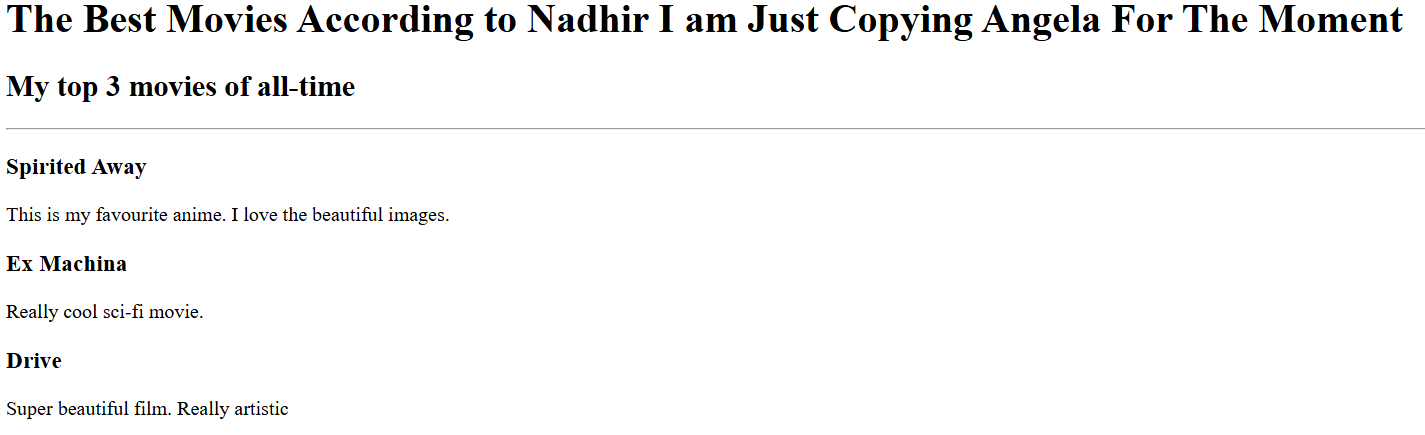 The Best Movies According to Nadhir I am Just Copying Angela For The Moment
My top 3 movies of all-time
Spirited Away
This is my favourite anime. I love the beautiful images.
Ex Machina
Really cool sci-fi movie.
Drive
Super beautiful film. Really artistic